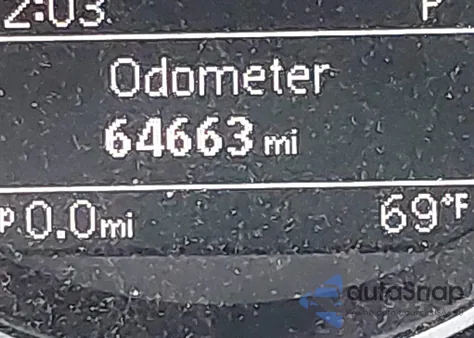 2:03 P
Odometer
64663 mi
P 0.0mi 69°F
autoSnap